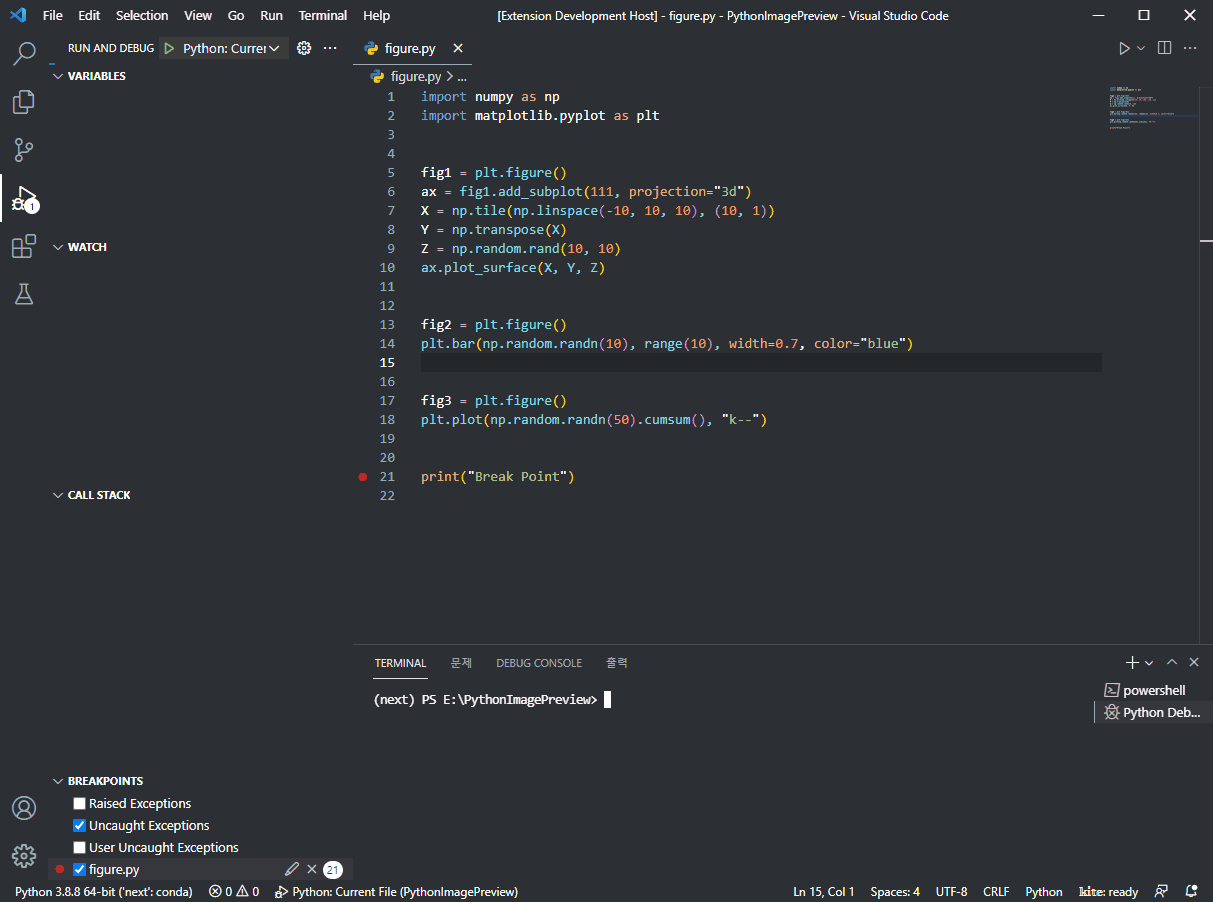 File Edit Selection View Go Run Terminal Help [Extension Development Host] - figure.py - PythonImagePreview - Visual Studio Code
RUN AND DEBUG Python: Currer figure.py
VARIABLES
figure.py > ...
1 import numpy as np
2 import matplotlib.pyplot as plt
3
4
5 fig1 = plt.figure()
6 ax = fig1.add_subplot(111, projection="3d")
7 X = np.tile(np.linspace(-10, 10, 10), (10, 1))
8 Y = np.transpose(X)
9 Z = np.random.rand(10, 10)
10 ax.plot_surface(X, Y, Z)
11
12
13 fig2 = plt.figure()
14 plt.bar(np.random.randn(10), range(10), width=0.7, color="blue")
15
16
17 fig3 = plt.figure()
18 plt.plot(np.random.randn(50).cumsum(), "k--")
19
20
21 print("Break Point")
22
1
WATCH
CALL STACK
TERMINAL 문제 DEBUG CONSOLE 출력
(next) PS E:\PythonImagePreview>
powershell
Python Deb...
BREAKPOINTS
Raised Exceptions
Uncaught Exceptions
User Uncaught Exceptions
figure.py 21
Python 3.8.8 64-bit ('next': conda) 0 0 Python: Current File (PythonImagePreview) Ln 15, Col 1 Spaces: 4 UTF-8 CRLF Python kite: ready